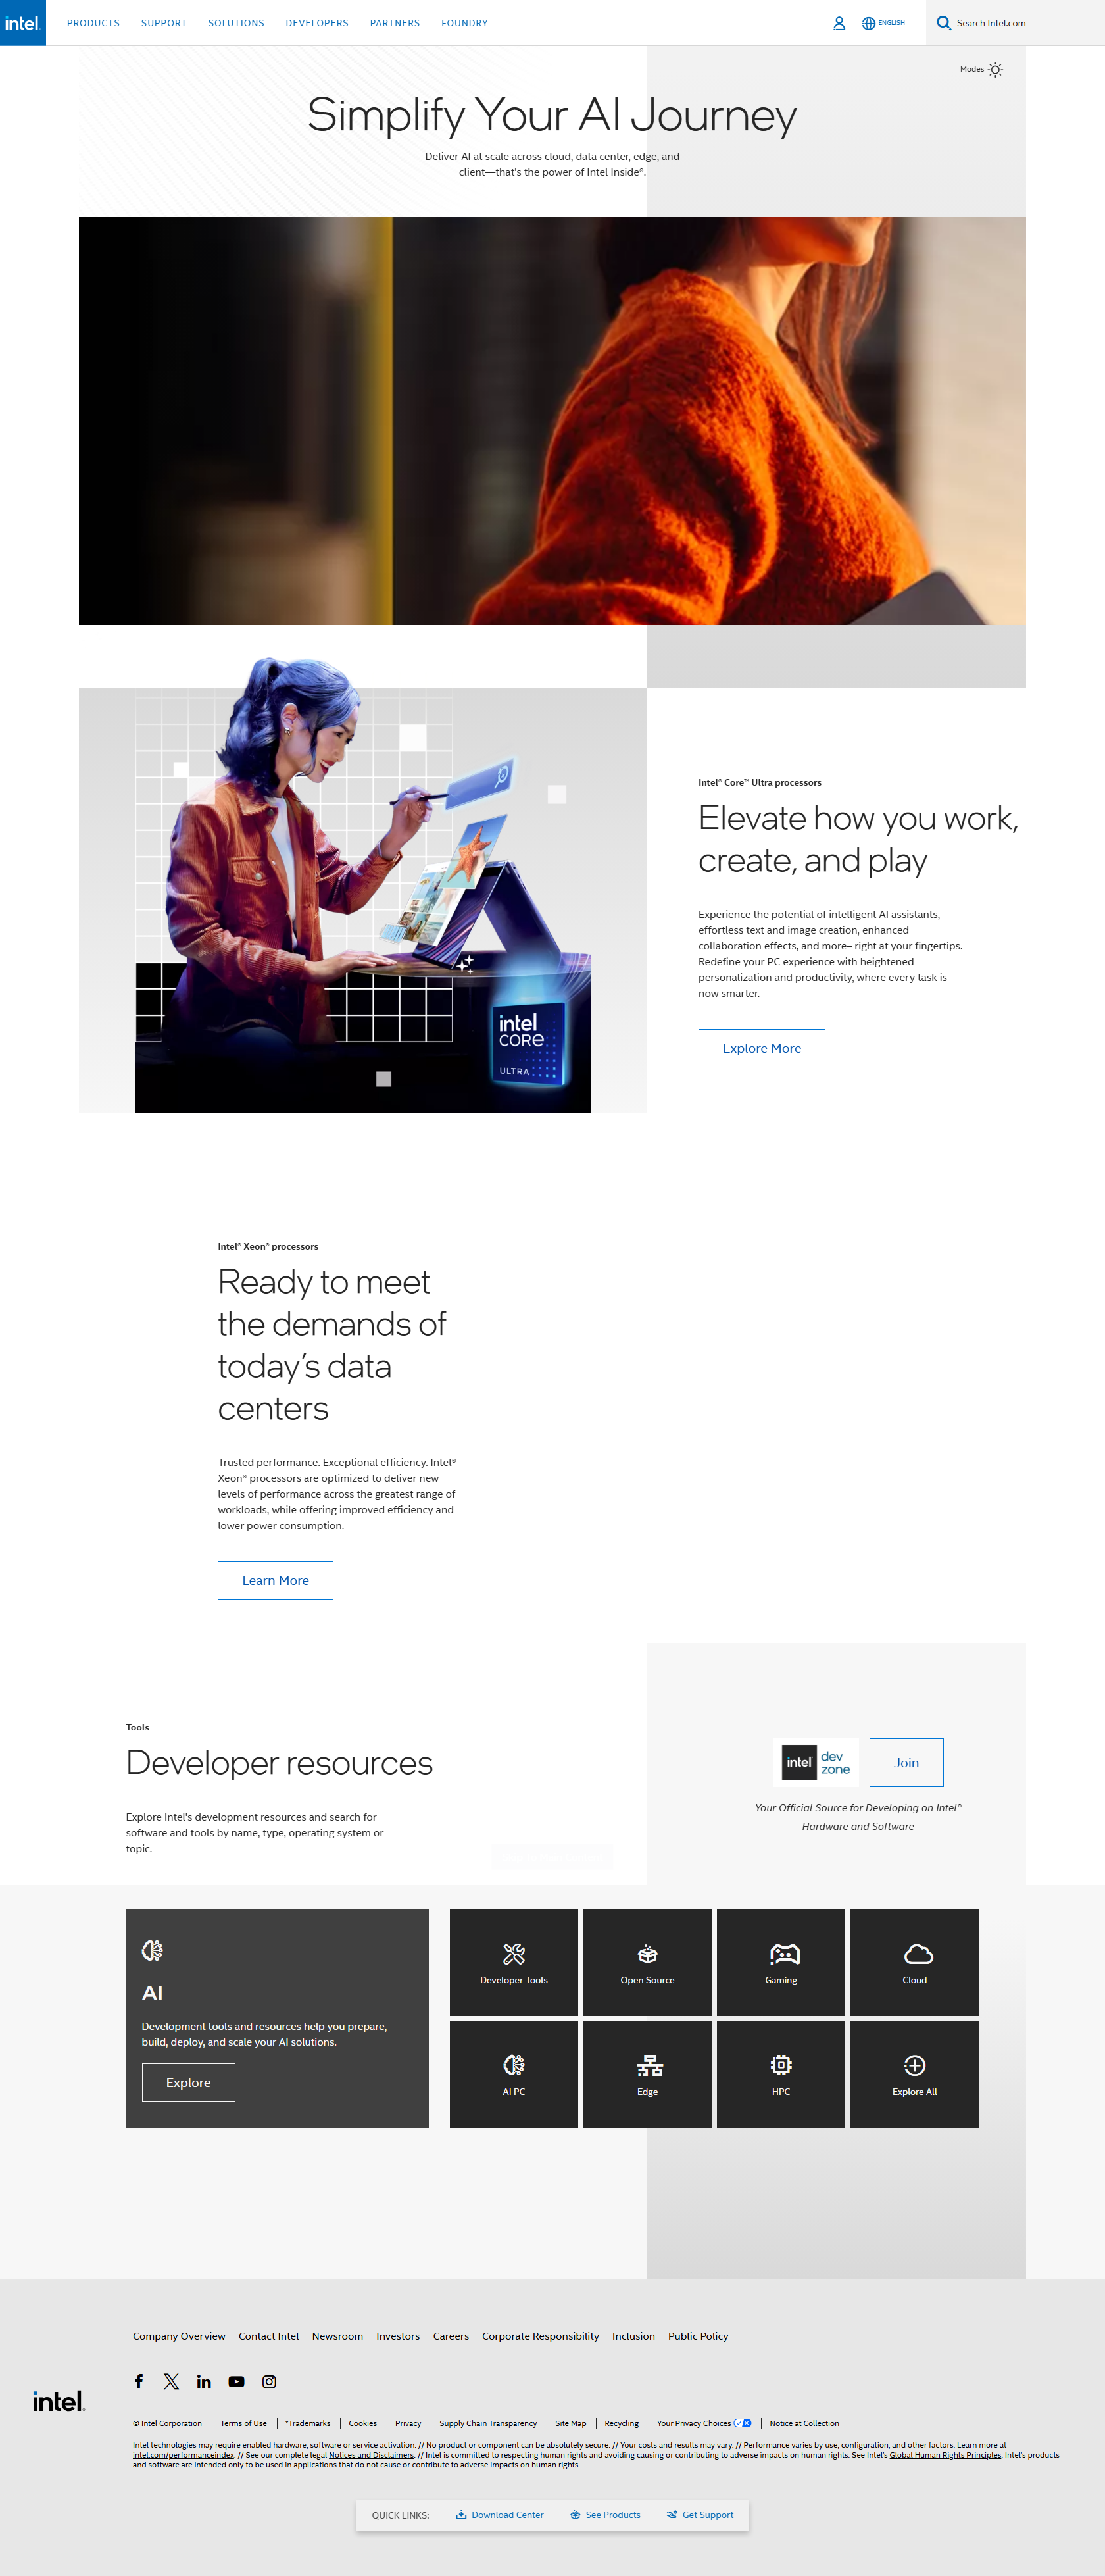 intel.
PRODUCTS SUPPORT SOLUTIONS DEVELOPERS PARTNERS FOUNDRY
ENGLISH
Search Intel.com
Modes
Simplify Your AI Journey
Deliver AI at scale across cloud, data center, edge, and
client—that's the power of Intel Inside®.
Intel® Core™ Ultra processors
Elevate how you work,
create, and play
Experience the potential of intelligent AI assistants,
effortless text and image creation, enhanced
collaboration effects, and more– right at your fingertips.
Redefine your PC experience with heightened
personalization and productivity, where every task is
now smarter.
Explore More
intel
CORE
ULTRA
Intel® Xeon® processors
Ready to meet
the demands of
today’s data
centers
Trusted performance. Exceptional efficiency. Intel®
Xeon® processors are optimized to deliver new
levels of performance across the greatest range of
workloads, while offering improved efficiency and
lower power consumption.
Learn More
Tools
Developer resources
Explore Intel's development resources and search for
software and tools by name, type, operating system or
topic.
intel dev
zone
Join
Your Official Source for Developing on Intel®
Hardware and Software
AI
Development tools and resources help you prepare,
build, deploy, and scale your AI solutions.
Explore
Developer Tools
Open Source
Gaming
Cloud
AI PC
Edge
HPC
Explore All
Company Overview Contact Intel Newsroom Investors Careers Corporate Responsibility Inclusion Public Policy
intel.
© Intel Corporation | Terms of Use | *Trademarks | Cookies | Privacy | Supply Chain Transparency | Site Map | Recycling | Your Privacy Choices | Notice at Collection
Intel technologies may require enabled hardware, software or service activation. // No product or component can be absolutely secure. // Your costs and results may vary. // Performance varies by use, configuration, and other factors. Learn more at
intel.com/performanceindex. // See our complete legal Notices and Disclaimers. // Intel is committed to respecting human rights and avoiding causing or contributing to adverse impacts on human rights. See Intel's Global Human Rights Principles. Intel's products
and software are intended only to be used in applications that do not cause or contribute to adverse impacts on human rights.
QUICK LINKS: Download Center See Products Get Support